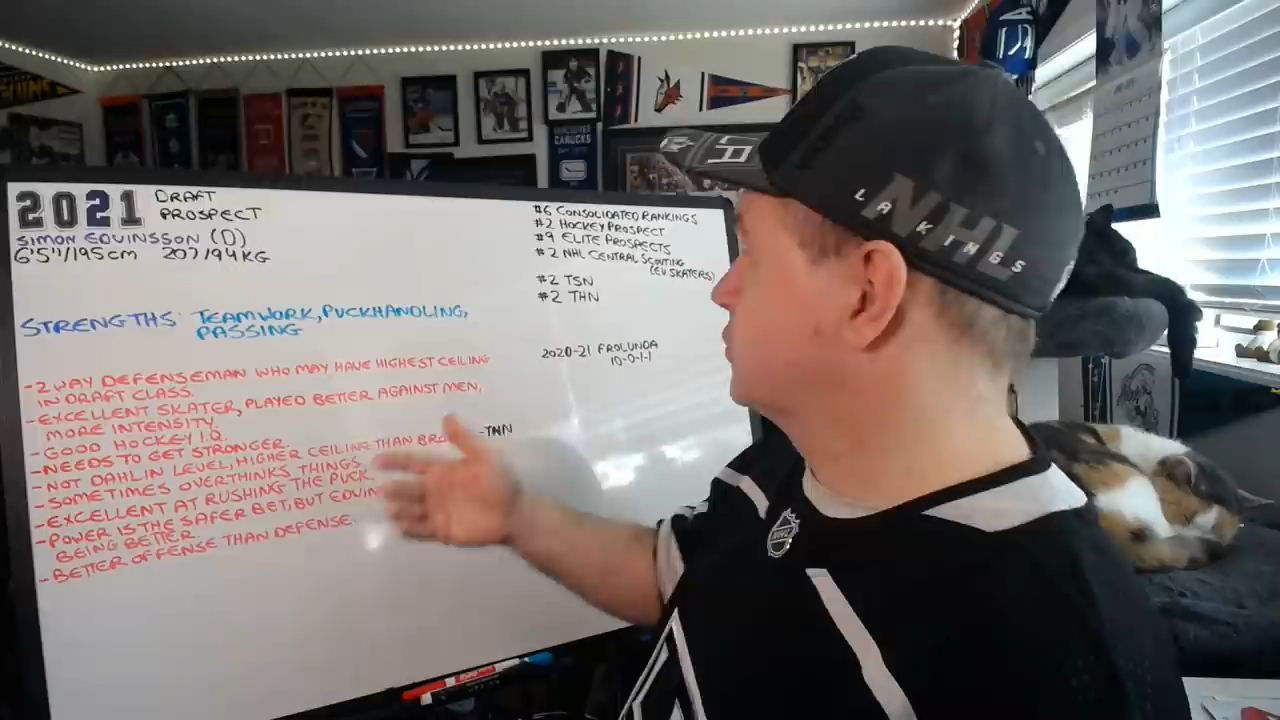 2021 DRAFT
PROSPECT
SIMON EDVINSSON (D)
6'5"/195CM 207/94KG
STRENGTHS: TEAMWORK, PUCKHANDLING,
PASSING
-2 WAY DEFENSEMAN WHO MAY HAVE HIGHEST CEILING
IN DRAFT CLASS.
-EXCELLENT SKATER, PLAYED BETTER AGAINST MEN,
MORE INTENSITY.
-GOOD HOCKEY I.Q.
-NEEDS TO GET STRONGER.
-NOT DAHLIN LEVEL, HIGHER CEILING THAN BRO -THN
-SOMETIMES OVERTHINKS THINGS.
-EXCELLENT AT RUSHING THE PUCK.
-POWER IS THE SAFER BET, BUT EDVIN
BEING BETTER.
-BETTER OFFENSE THAN DEFENSE.
#6 CONSOLIDATED RANKINGS
#2 HOCKEY PROSPECT
#9 ELITE PROSPECTS
#2 NHL CENTRAL SCOUTING
(EU SKATERS)
#2 TSN
#2 THN
2020-21 FROLUNDA
10-0-1-1
VANCOUVER
CANUCKS
NHL
LA KINGS
NHL